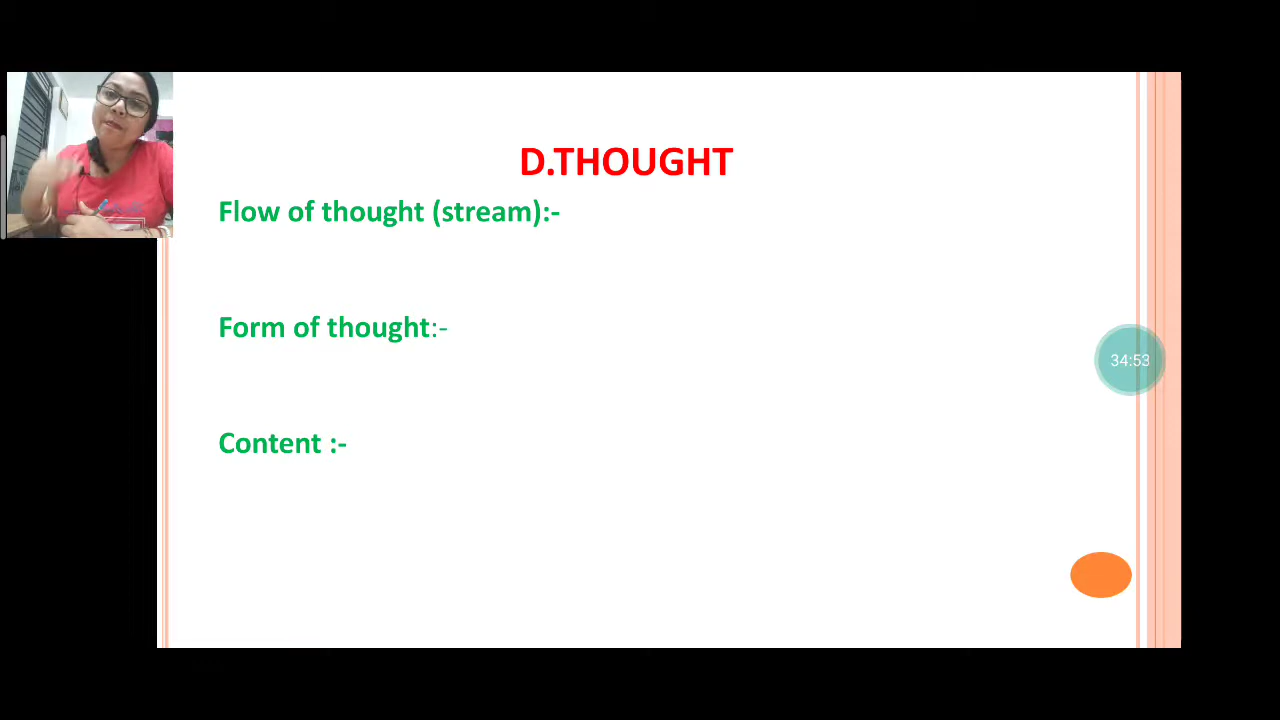 D.THOUGHT
Flow of thought (stream):-
Form of thought:-
34:53
Content :-